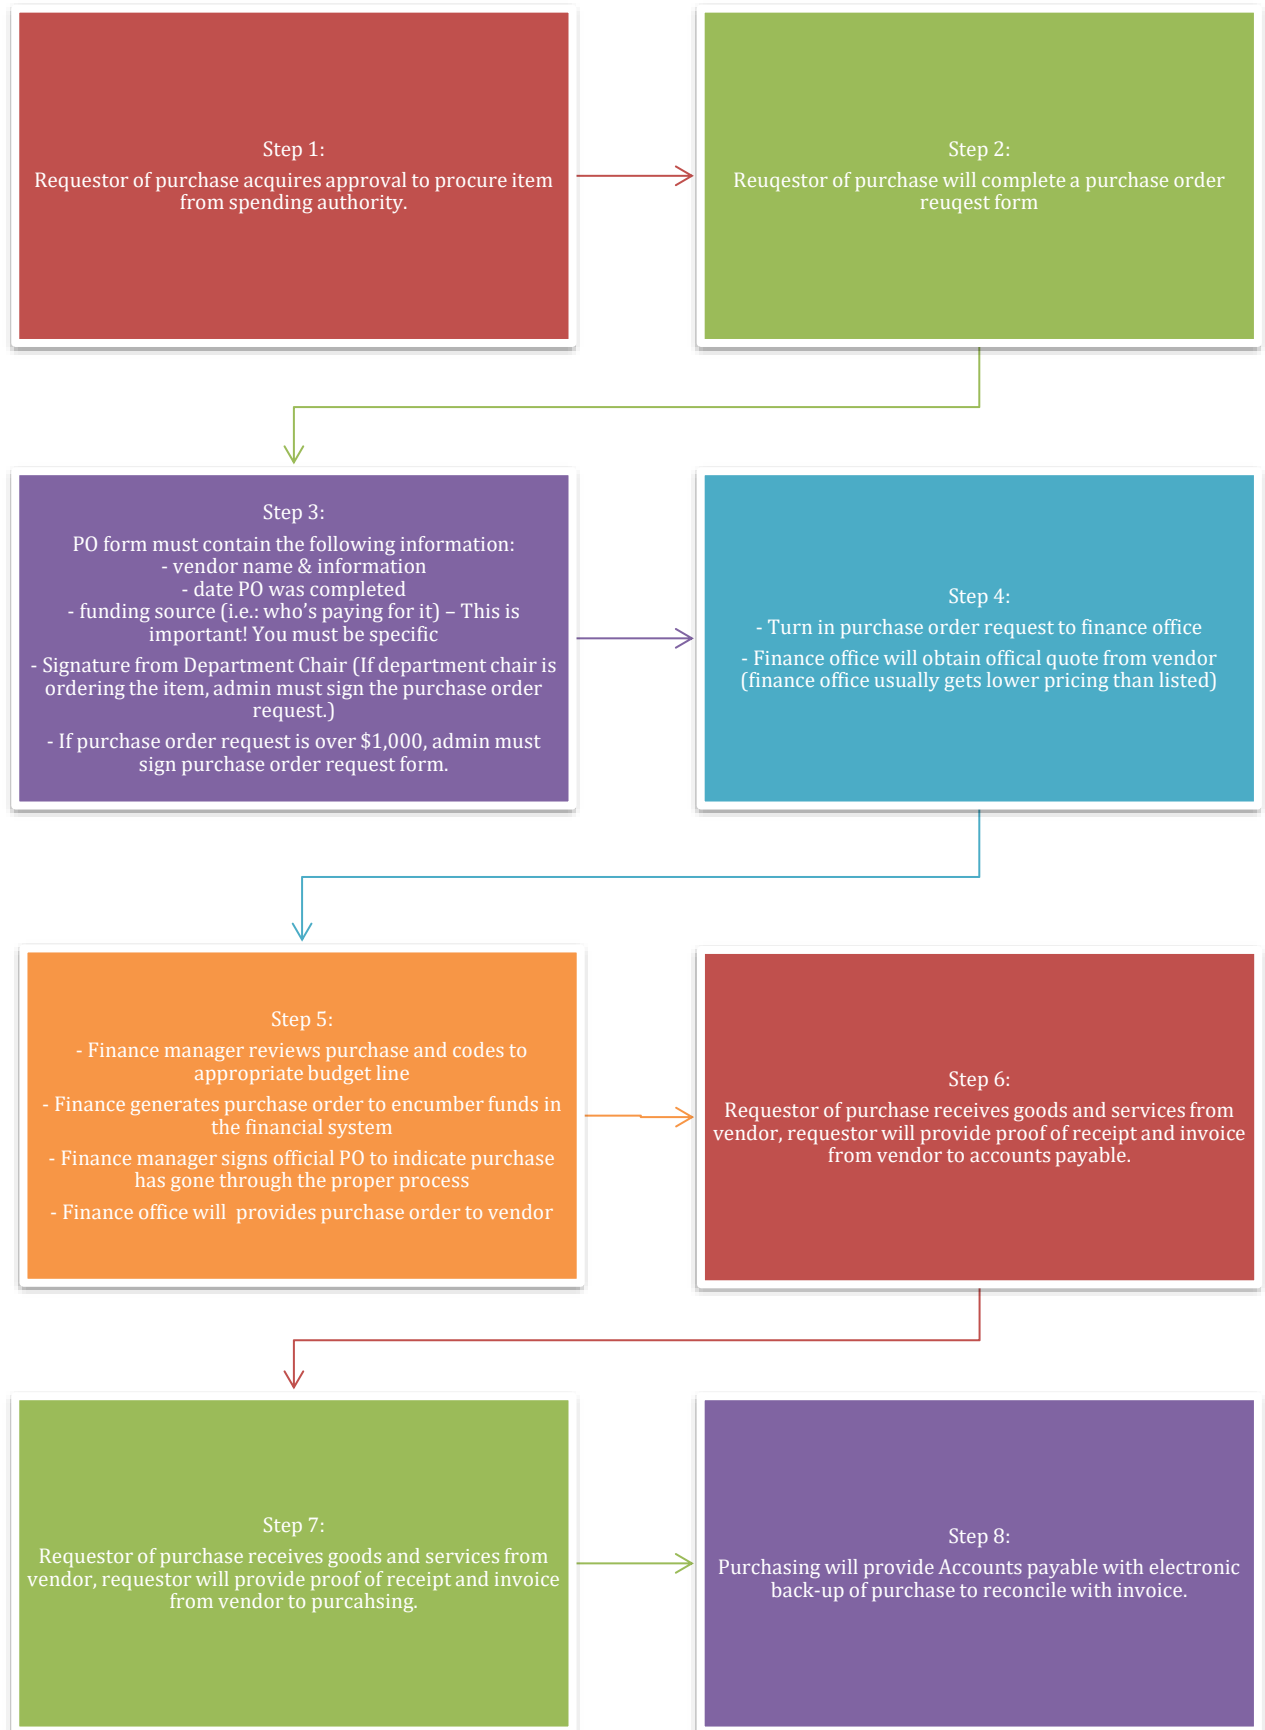 Step 1:
Requestor of purchase acquires approval to procure item
from spending authority.
Step 2:
Reuqestor of purchase will complete a purchase order
reuqest form
Step 3:
PO form must contain the following information:
- vendor name & information
- date PO was completed
- funding source (i.e.: who's paying for it) – This is
important! You must be specific
- Signature from Department Chair (If department chair is
ordering the item, admin must sign the purchase order
request.)
- If purchase order request is over $1,000, admin must
sign purchase order request form.
Step 4:
- Turn in purchase order request to finance office
- Finance office will obtain offical quote from vendor
(finance office usually gets lower pricing than listed)
Step 5:
- Finance manager reviews purchase and codes to
appropriate budget line
- Finance generates purchase order to encumber funds in
the financial system
- Finance manager signs official PO to indicate purchase
has gone through the proper process
- Finance office will  provides purchase order to vendor
Step 6:
Requestor of purchase receives goods and services from
vendor, requestor will provide proof of receipt and invoice
from vendor to accounts payable.
Step 7:
Requestor of purchase receives goods and services from
vendor, requestor will provide proof of receipt and invoice
from vendor to purcahsing.
Step 8:
Purchasing will provide Accounts payable with electronic
back-up of purchase to reconcile with invoice.